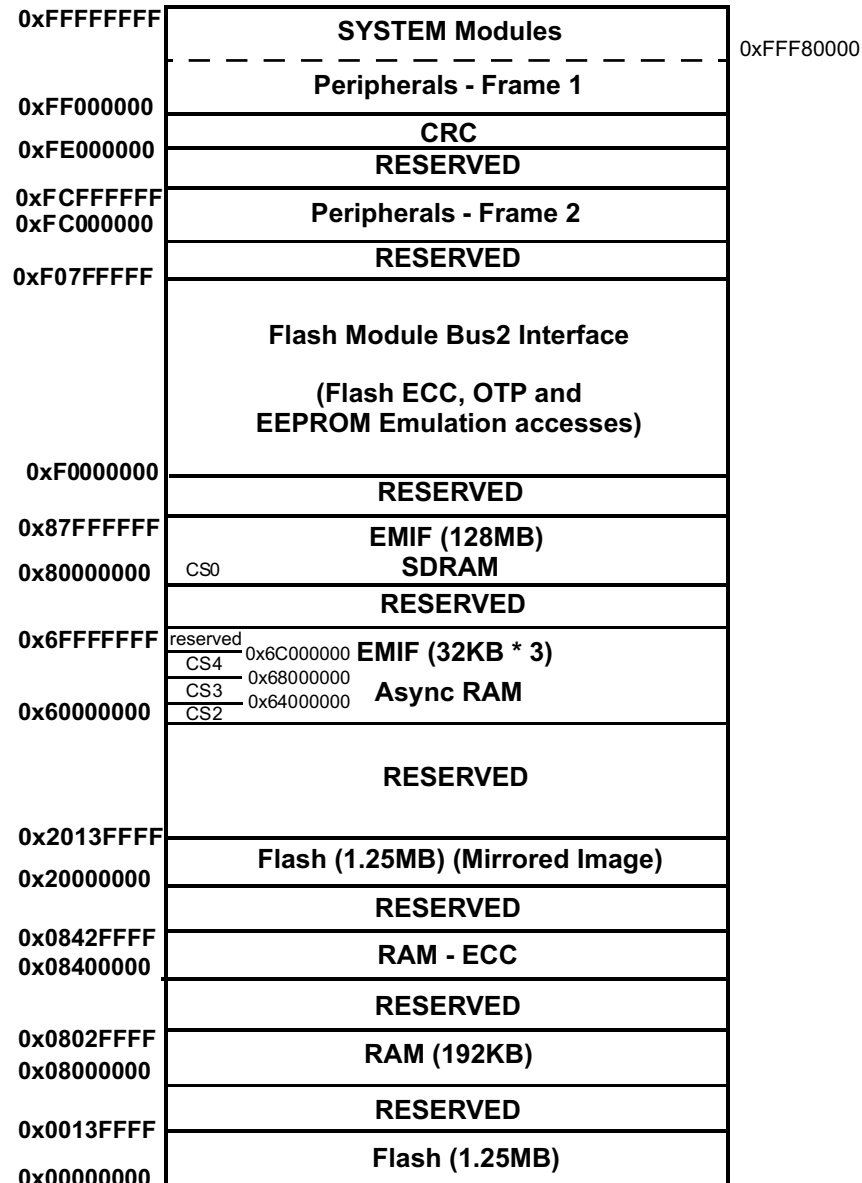 0xFFFFFFFF
SYSTEM Modules
0xFFF80000
Peripherals - Frame 1
0xFF000000
CRC
0xFE000000
RESERVED
0xFCFFFFFF
Peripherals - Frame 2
0xFC000000
RESERVED
0xF07FFFFF
Flash Module Bus2 Interface
(Flash ECC, OTP and
EEPROM Emulation accesses)
0xF0000000
RESERVED
0x87FFFFFF
EMIF (128MB)
0x80000000 CS0 SDRAM
RESERVED
0x6FFFFFFF reserved
0x6C000000 EMIF (32KB * 3)
CS4
0x68000000
CS3 Async RAM
0x64000000
0x60000000 CS2
RESERVED
0x2013FFFF
Flash (1.25MB) (Mirrored Image)
0x20000000
RESERVED
0x0842FFFF
RAM - ECC
0x08400000
RESERVED
0x0802FFFF
RAM (192KB)
0x08000000
RESERVED
0x0013FFFF
Flash (1.25MB)
0x00000000